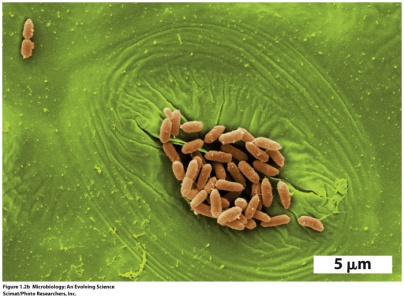 5 μm
Figure 1.2b Microbiology: An Evolving Science
Scimat/Photo Researchers, Inc.